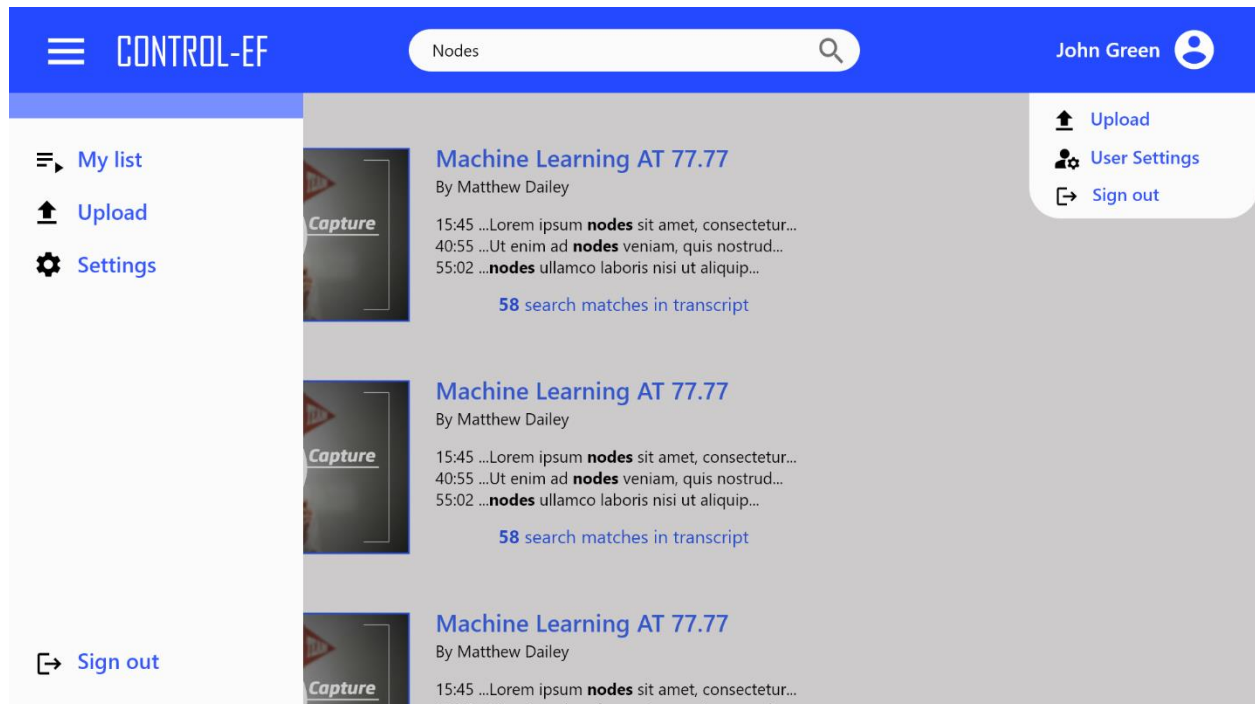 CONTROL-EF
Nodes
John Green
Upload
User Settings
Sign out
My list
Upload
Settings
Sign out
Capture
Machine Learning AT 77.77
By Matthew Dailey
15:45 ...Lorem ipsum nodes sit amet, consectetur...
40:55 ...Ut enim ad nodes veniam, quis nostrud...
55:02 ...nodes ullamco laboris nisi ut aliquip...
58 search matches in transcript
Capture
Machine Learning AT 77.77
By Matthew Dailey
15:45 ...Lorem ipsum nodes sit amet, consectetur...
40:55 ...Ut enim ad nodes veniam, quis nostrud...
55:02 ...nodes ullamco laboris nisi ut aliquip...
58 search matches in transcript
Capture
Machine Learning AT 77.77
By Matthew Dailey
15:45 ...Lorem ipsum nodes sit amet, consectetur...